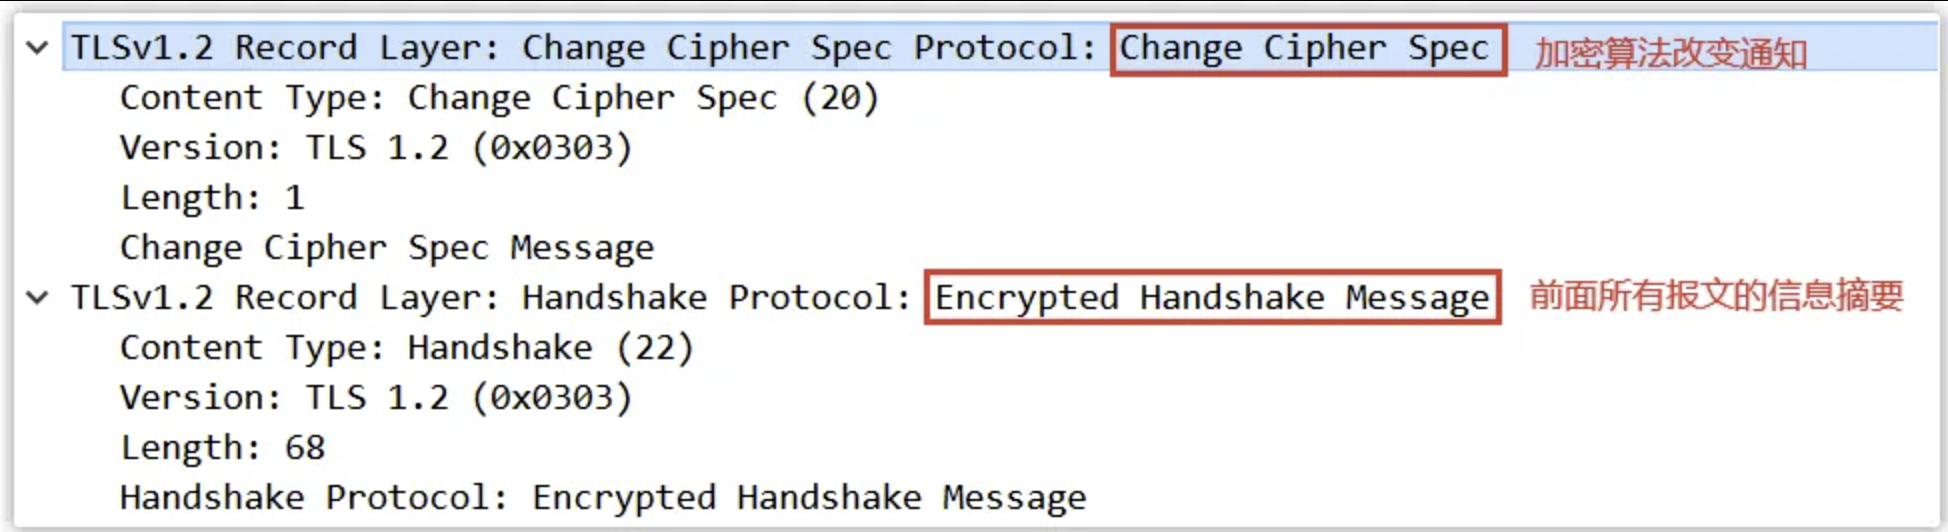 TLSv1.2 Record Layer: Change Cipher Spec Protocol: Change Cipher Spec 加密算法改变通知
Content Type: Change Cipher Spec (20)
Version: TLS 1.2 (0x0303)
Length: 1
Change Cipher Spec Message
TLSv1.2 Record Layer: Handshake Protocol: Encrypted Handshake Message 前面所有报文的信息摘要
Content Type: Handshake (22)
Version: TLS 1.2 (0x0303)
Length: 68
Handshake Protocol: Encrypted Handshake Message